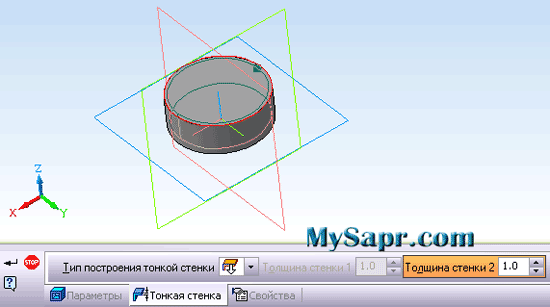 Z
X
Y
MySapr.com
STOP
Тип построения тонкой стенки
Толщина стенки 1 1.0
Толщина стенки 2 1.0
?
Параметры
Тонкая стенка
Свойства